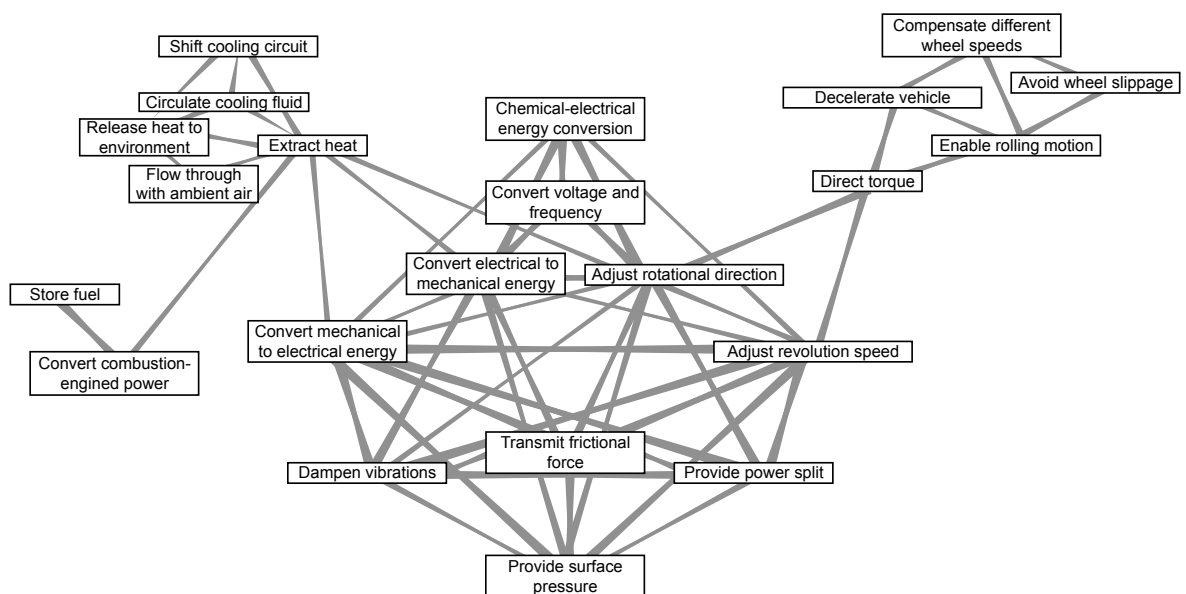 Compensate different
wheel speeds
Shift cooling circuit
Avoid wheel slippage
Decelerate vehicle
Circulate cooling fluid
Chemical-electrical
energy conversion
Release heat to
environment
Extract heat
Enable rolling motion
Flow through
with ambient air
Direct torque
Convert voltage and
frequency
Convert electrical to
mechanical energy
Adjust rotational direction
Store fuel
Convert mechanical
to electrical energy
Adjust revolution speed
Convert combustion-
engined power
Transmit frictional
force
Dampen vibrations
Provide power split
Provide surface
pressure